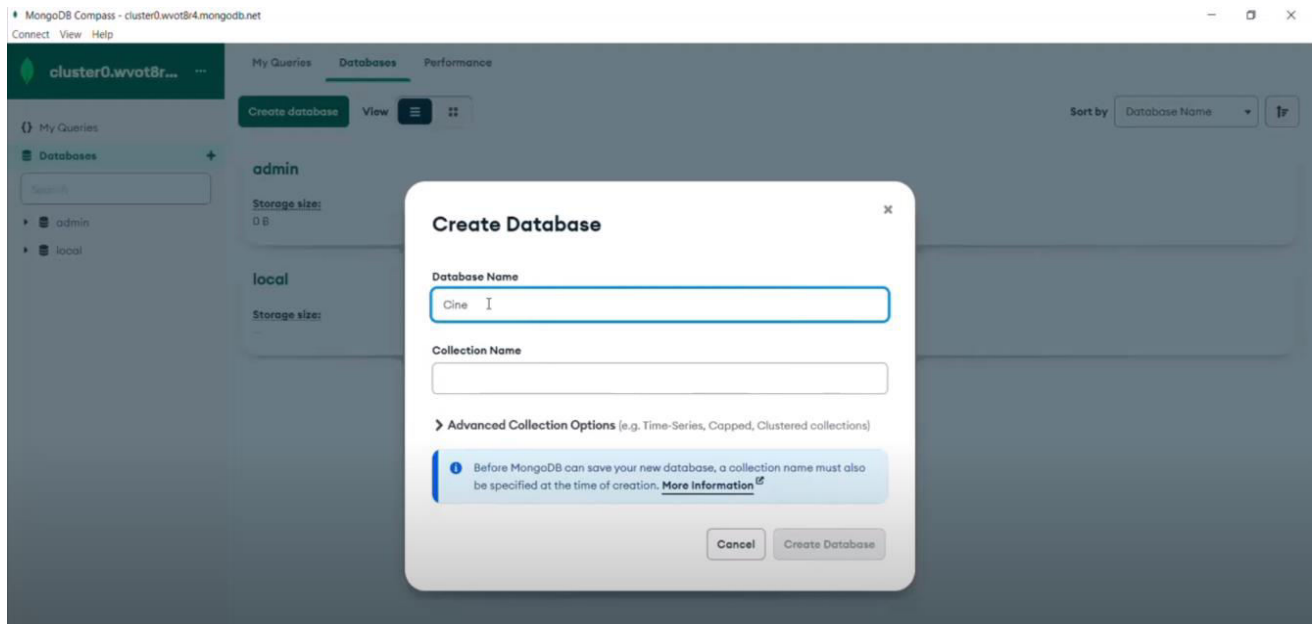 MongoDB Compass - cluster0.wvot8r4.mongodb.net
Connect View Help
cluster0.wvot8r... ...
My Queries Databases Performance
Create database View Sort by Database Name
{} My Queries
Databases +
Search
admin
local
admin
Storage size:
0 B
local
Storage size:
Create Database
Database Name
Cine
Collection Name
Advanced Collection Options (e.g. Time-Series, Capped, Clustered collections)
Before MongoDB can save your new database, a collection name must also
be specified at the time of creation. More Information
Cancel Create Database